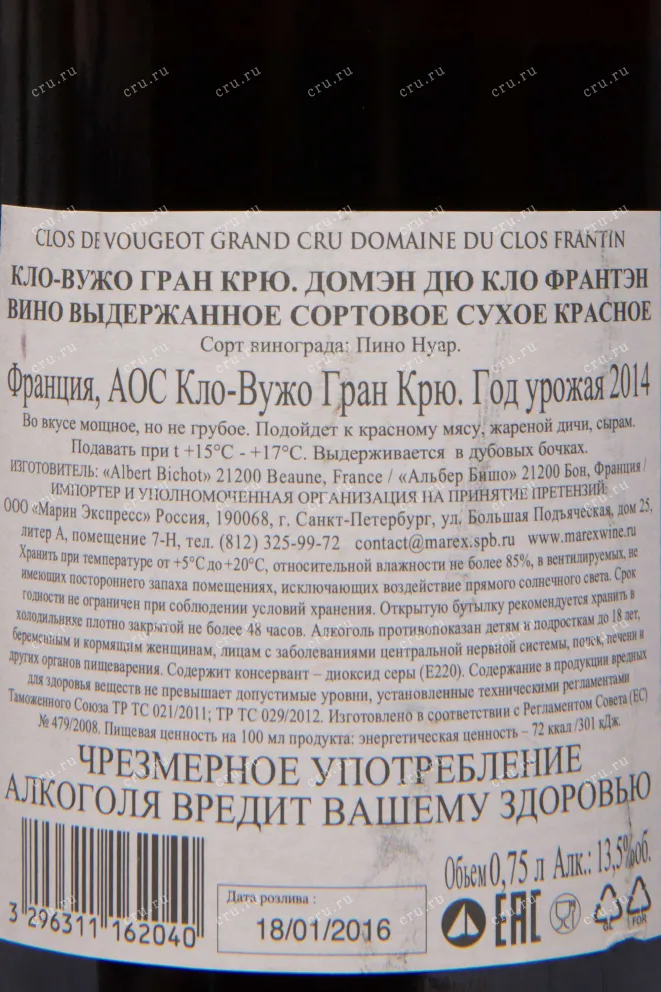 CLOS DE VOUGEOT GRAND CRU DOMAINE DU CLOS FRANTIN
КЛО-ВУЖО ГРАН КРЮ. ДОМЭН ДЮ КЛО ФРАНТЭН
ВИНО ВЫДЕРЖАННОЕ СОРТОВОЕ СУХОЕ КРАСНОЕ
Сорт винограда: Пино Нуар.
Франция, АОС Кло-Вужо Гран Крю. Год урожая 2014
Во вкусе мощное, но не грубое. Подойдет к красному мясу, жареной дичи, сырам.
Подавать при t +15°C - +17°C. Выдерживается в дубовых бочках.
ИЗГОТОВИТЕЛЬ: «Albert Bichot» 21200 Beaune, France / «Альбер Бишо» 21200 Бон, Франция /
ИМПОРТЕР И УПОЛНОМОЧЕННАЯ ОРГАНИЗАЦИЯ НА ПРИНЯТИЕ ПРЕТЕНЗИЙ:
ООО «Марин Экспресс» Россия, 190068, г. Санкт-Петербург, ул. Большая Подъяческая, дом 25,
литер А, помещение 7-Н, тел. (812) 325-99-72 contact@marex.spb.ru www.marexwine.ru
Хранить при температуре от +5°C до +20°C, относительной влажности не более 85%, в вентилируемых, не
имеющих постороннего запаха помещениях, исключающих воздействие прямого солнечного света. Срок
годности не ограничен при соблюдении условий хранения. Открытую бутылку рекомендуется хранить в
холодильнике плотно закрытой не более 48 часов. Алкоголь противопоказан детям и подросткам до 18 лет,
беременным и кормящим женщинам, лицам с заболеваниями центральной нервной системы, почек, печени и
других органов пищеварения. Содержит консервант – диоксид серы (Е220). Содержание в продукции вредных
для здоровья веществ не превышает допустимые уровни, установленные техническими регламентами
Таможенного Союза ТР ТС 021/2011; ТР ТС 029/2012. Изготовлено в соответствии с Регламентом Совета (ЕС)
№ 479/2008. Пищевая ценность на 100 мл продукта: энергетическая ценность – 72 ккал /301 кДж.
ЧРЕЗМЕРНОЕ УПОТРЕБЛЕНИЕ
АЛКОГОЛЯ ВРЕДИТ ВАШЕМУ ЗДОРОВЬЮ
Объем 0,75 л Алк.: 13,5%об.
Дата розлива :
18/01/2016
3 296311 162040
EAC
GL
FOR
cru.ru